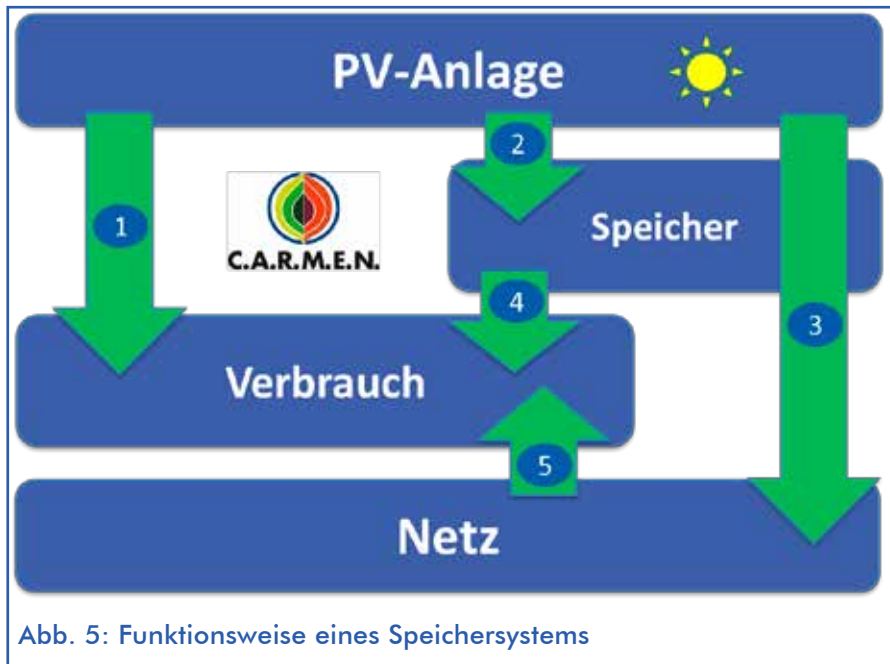 PV-Anlage
2
1
Speicher
C.A.R.M.E.N.
4
3
Verbrauch
5
Netz
Abb. 5: Funktionsweise eines Speichersystems